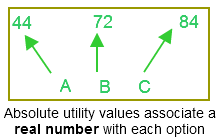 44 72 84
A B C
Absolute utility values associate a
real number with each option